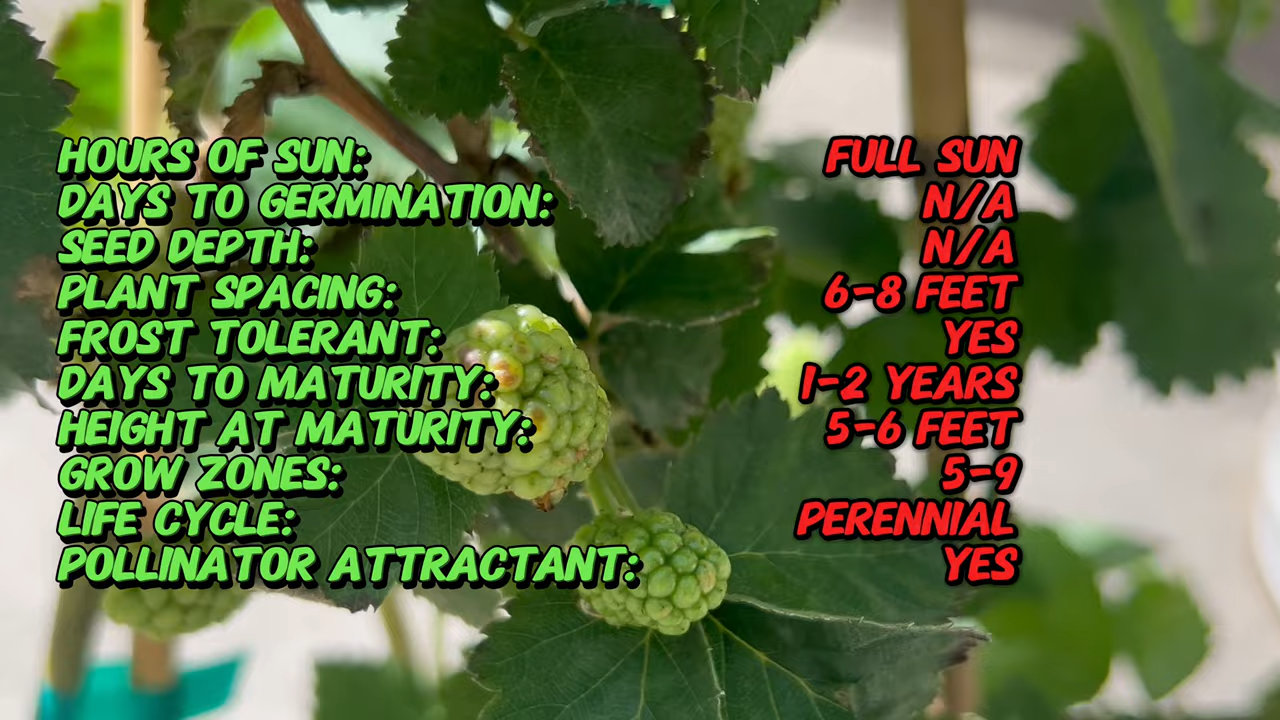 HOURS OF SUN: FULL SUN
DAYS TO GERMINATION: N/A
SEED DEPTH: N/A
PLANT SPACING: 6-8 FEET
FROST TOLERANT: YES
DAYS TO MATURITY: 1-2 YEARS
HEIGHT AT MATURITY: 5-6 FEET
GROW ZONES: 5-9
LIFE CYCLE: PERENNIAL
POLLINATOR ATTRACTANT: YES